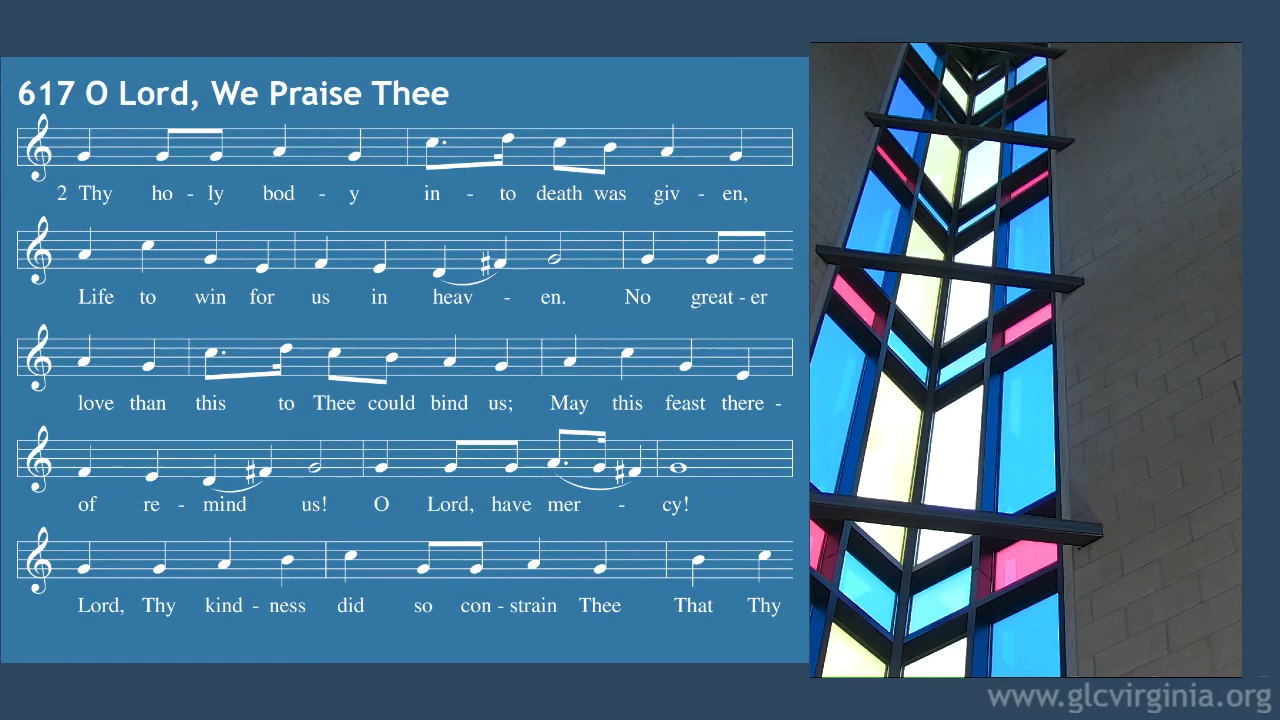 617 O Lord, We Praise Thee
2 Thy ho - ly bod - y in - to death was giv - en,
Life to win for us in heav - en. No great - er
love than this to Thee could bind us; May this feast there -
of re - mind us! O Lord, have mer - cy!
Lord, Thy kind - ness did so con - strain Thee That Thy
www.glcvirginia.org